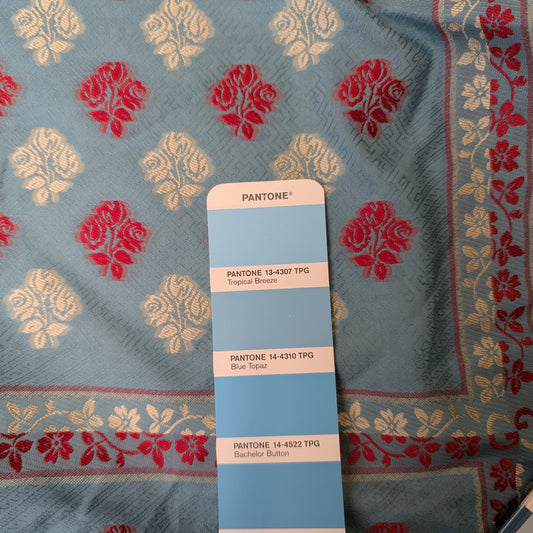 PANTONE®
PANTONE 13-4307 TPG
Tropical Breeze
PANTONE 14-4310 TPG
Blue Topaz
PANTONE 14-4522 TPG
Bachelor Button